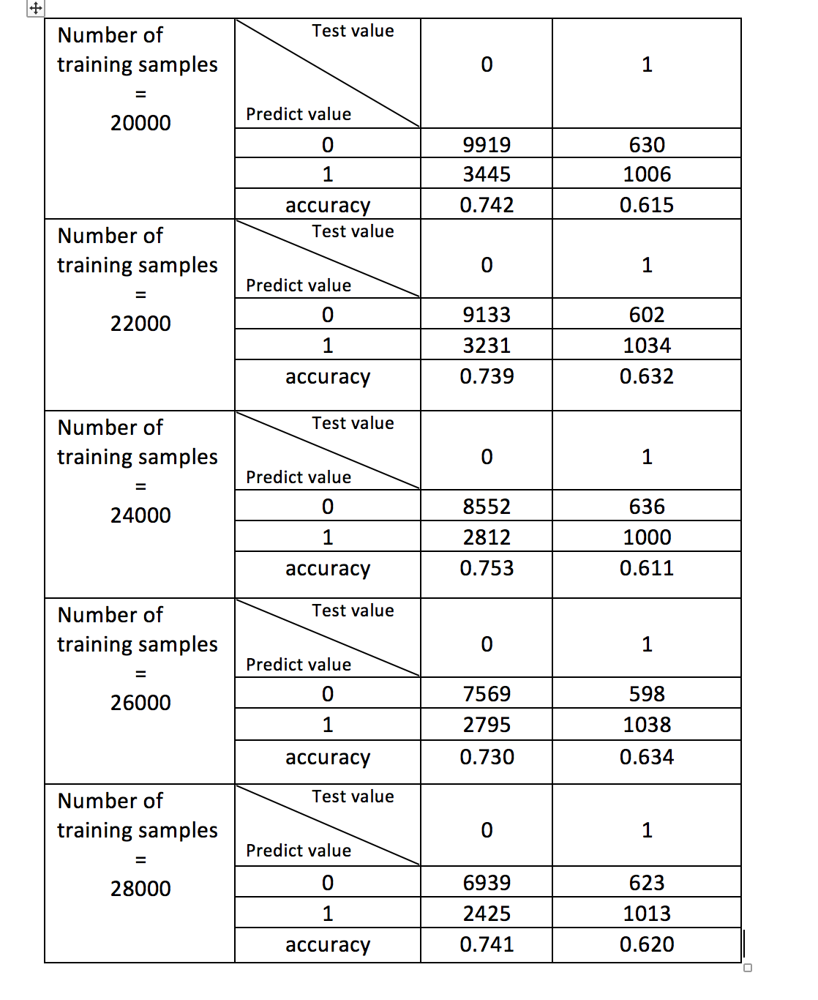 Number of
training samples
=
20000
Test value
Predict value
0
1
0
9919
630
1
3445
1006
accuracy
0.742
0.615
Number of
training samples
=
22000
Test value
Predict value
0
1
0
9133
602
1
3231
1034
accuracy
0.739
0.632
Number of
training samples
=
24000
Test value
Predict value
0
1
0
8552
636
1
2812
1000
accuracy
0.753
0.611
Number of
training samples
=
26000
Test value
Predict value
0
1
0
7569
598
1
2795
1038
accuracy
0.730
0.634
Number of
training samples
=
28000
Test value
Predict value
0
1
0
6939
623
1
2425
1013
accuracy
0.741
0.620